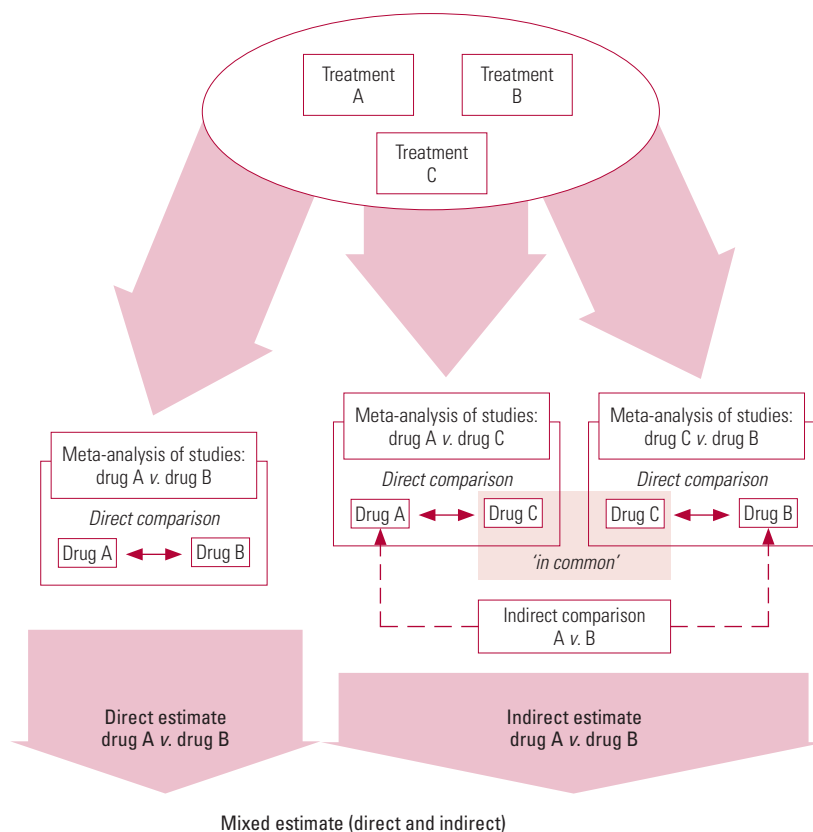 Treatment
A
Treatment
B
Treatment
C
Meta-analysis of studies:
drug A v. drug B
Direct comparison
Drug A
Drug B
Meta-analysis of studies:
drug A v. drug C
Direct comparison
Drug A
Drug C
Meta-analysis of studies:
drug C v. drug B
Direct comparison
Drug C
Drug B
'in common'
Indirect comparison
A v. B
Direct estimate
drug A v. drug B
Indirect estimate
drug A v. drug B
Mixed estimate (direct and indirect)